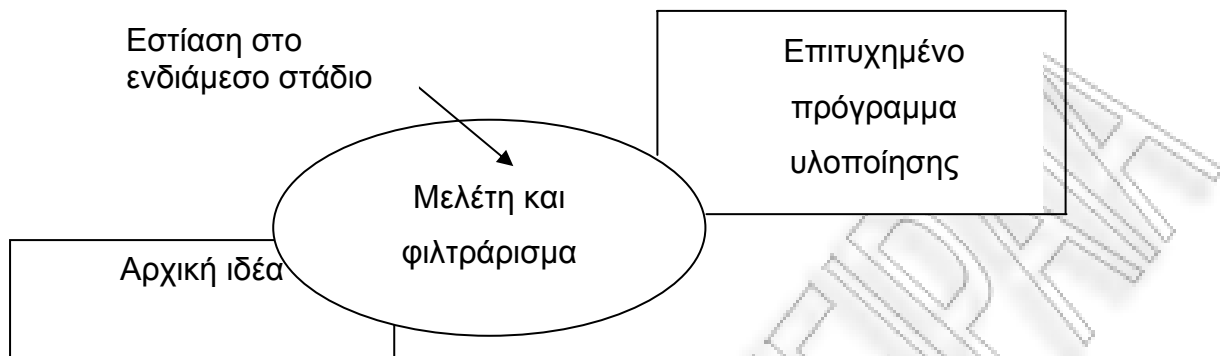 Εστίαση στο
ενδιάμεσο στάδιο
Επιτυχημένο
πρόγραμμα
υλοποίησης
Μελέτη και
φιλτράρισμα
Αρχική ιδέα